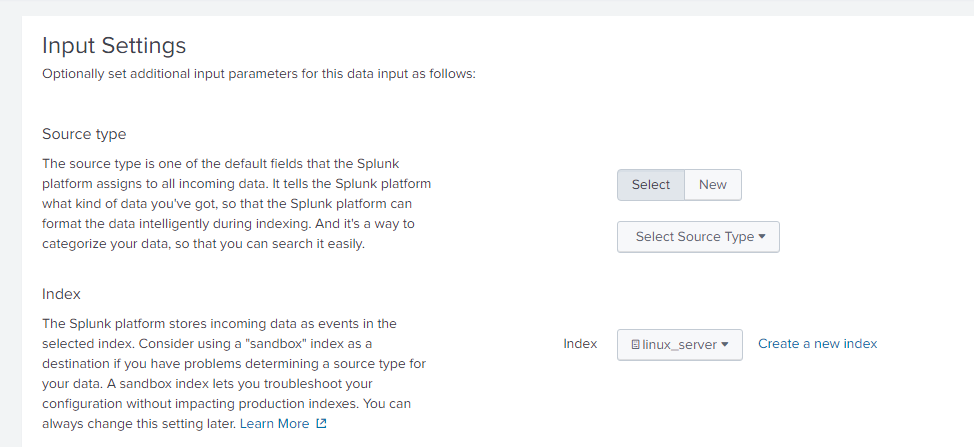 Input Settings
Optionally set additional input parameters for this data input as follows:
Source type
The source type is one of the default fields that the Splunk
platform assigns to all incoming data. It tells the Splunk platform
what kind of data you've got, so that the Splunk platform can
format the data intelligently during indexing. And it's a way to
categorize your data, so that you can search it easily.
Select New
Select Source Type
Index
The Splunk platform stores incoming data as events in the
selected index. Consider using a "sandbox" index as a
destination if you have problems determining a source type for
your data. A sandbox index lets you troubleshoot your
configuration without impacting production indexes. You can
always change this setting later. Learn More
Index linux_server Create a new index